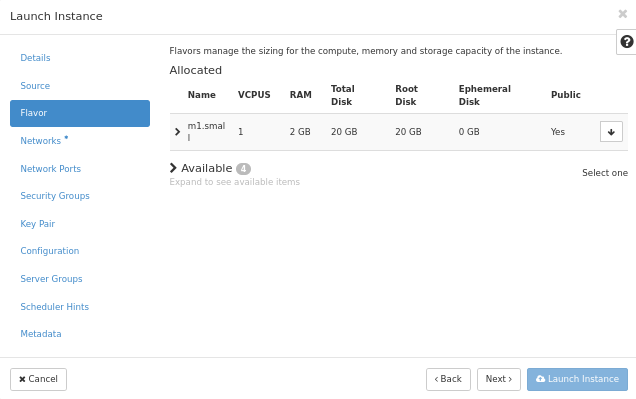 Launch Instance
Details
Source
Flavor
Networks *
Network Ports
Security Groups
Key Pair
Configuration
Server Groups
Scheduler Hints
Metadata
Flavors manage the sizing for the compute, memory and storage capacity of the instance.
Allocated
Name VCPUS RAM Total Disk Root Disk Ephemeral Disk Public
m1.smal
l
1 2 GB 20 GB 20 GB 0 GB Yes
Available 4
Select one
Expand to see available items
Cancel
‹ Back
Next ›
Launch Instance